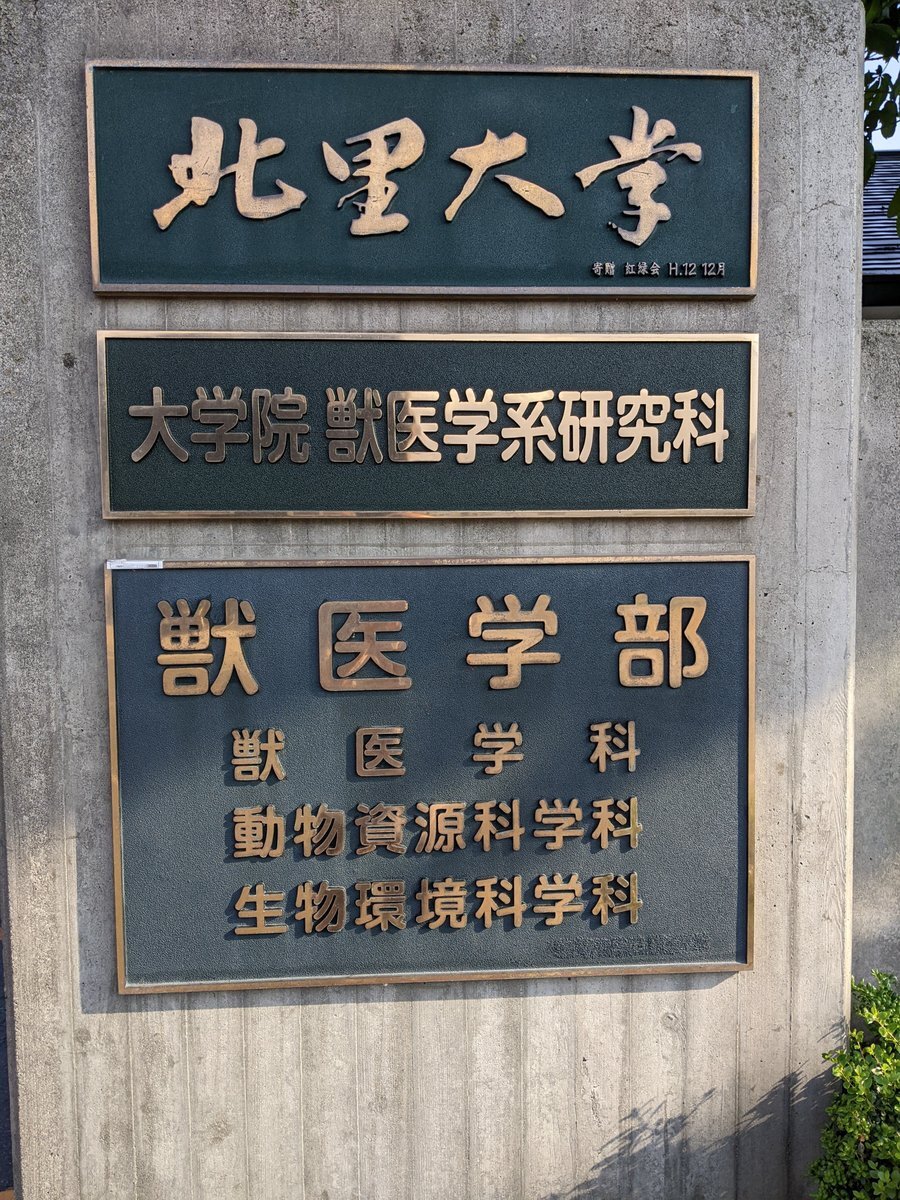 北里大学
寄贈 紅緑会 H.12 12月
大学院 獣医学系研究科
獣医学部
獣医学科
動物資源科学科
生物環境科学科